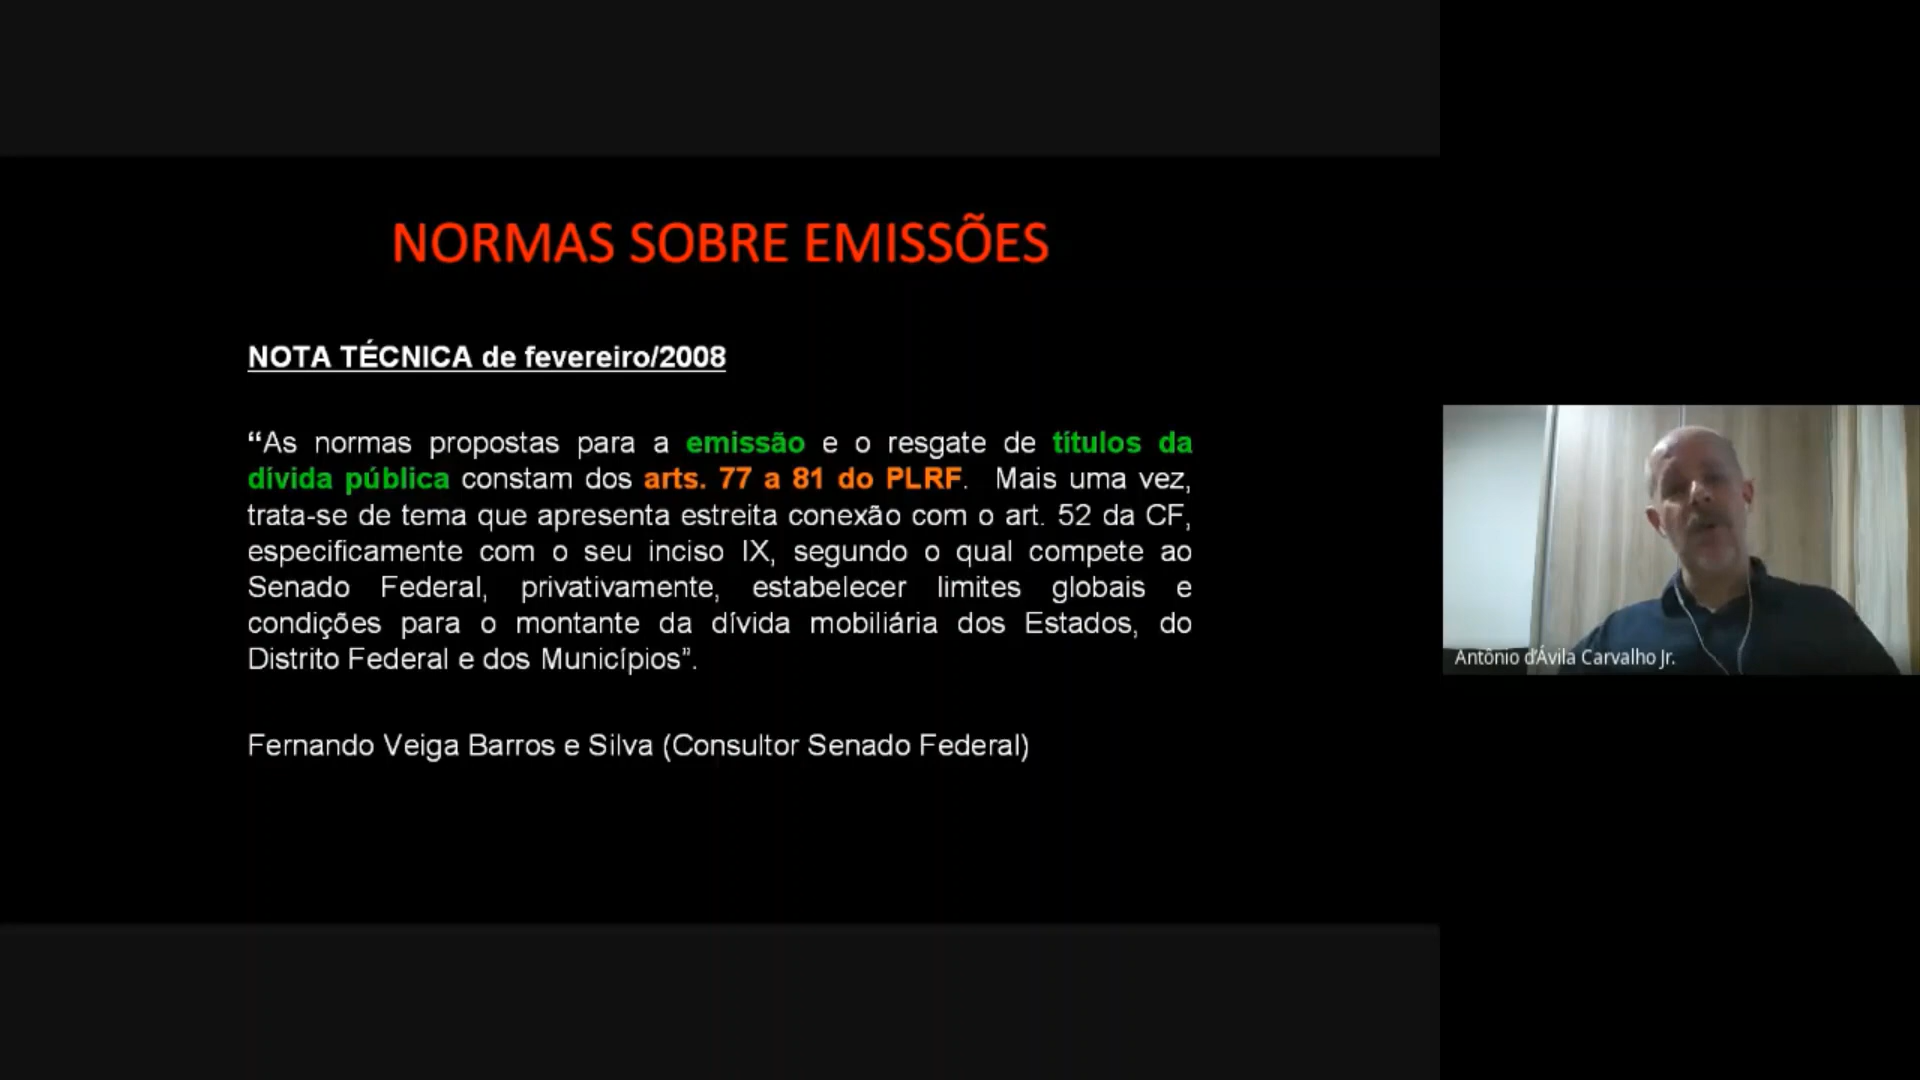 NORMAS SOBRE EMISSÕES
NOTA TÉCNICA de fevereiro/2008
“As normas propostas para a emissão e o resgate de títulos da
dívida pública constam dos arts. 77 a 81 do PLRF. Mais uma vez,
trata-se de tema que apresenta estreita conexão com o art. 52 da CF,
especificamente com o seu inciso IX, segundo o qual compete ao
Senado Federal, privativamente, estabelecer limites globais e
condições para o montante da dívida mobiliária dos Estados, do
Distrito Federal e dos Municípios”.
Fernando Veiga Barros e Silva (Consultor Senado Federal)
Antônio d'Ávila Carvalho Jr.